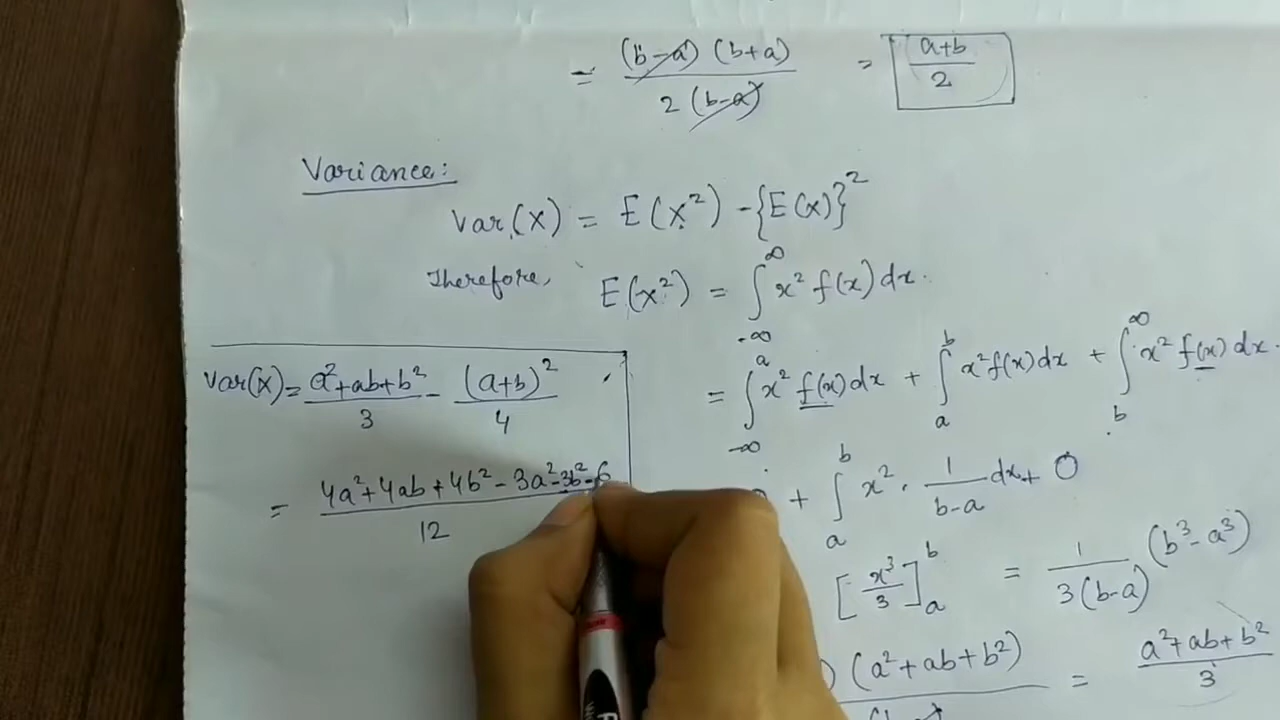 = (b-a) (b+a) / 2 (b-a) = a+b / 2
Variance:
Var(X) = E(X²) - {E(X)}²
Therefore, E(X²) = ∫_{-∞}^{∞} x² f(x) dx.
= ∫_{-∞}^{a} x² f(x) dx + ∫_{a}^{b} x² f(x) dx + ∫_{b}^{∞} x² f(x) dx.
+ ∫_{a}^{b} x² . 1/(b-a) dx + 0
[x³/3]_{a}^{b} = 1/(3(b-a)) (b³-a³)
) (a²+ab+b²) = a²+ab+b² / 3
Var(X) = a²+ab+b² / 3 - (a+b)² / 4
= 4a²+4ab+4b²-3a²-3b²-6 / 12